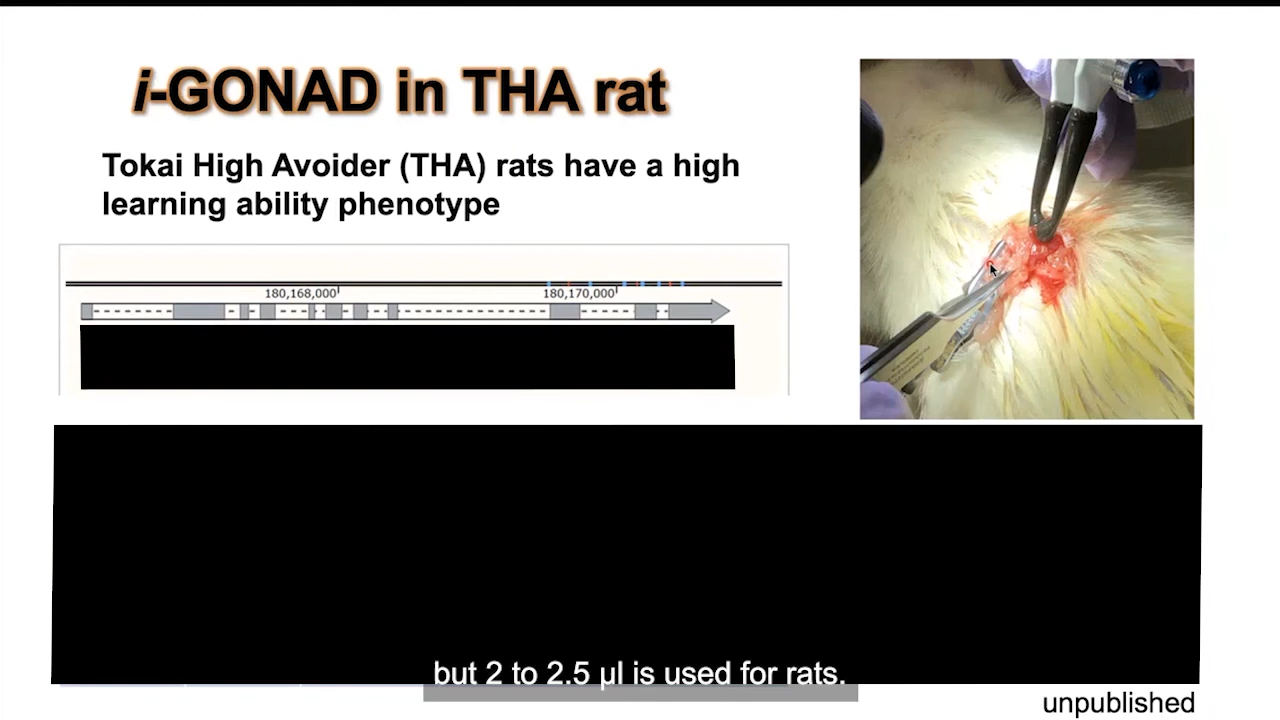 i-GONAD in THA rat
Tokai High Avoider (THA) rats have a high
learning ability phenotype
180,168,000
180,170,000
but 2 to 2.5 µl is used for rats.
unpublished